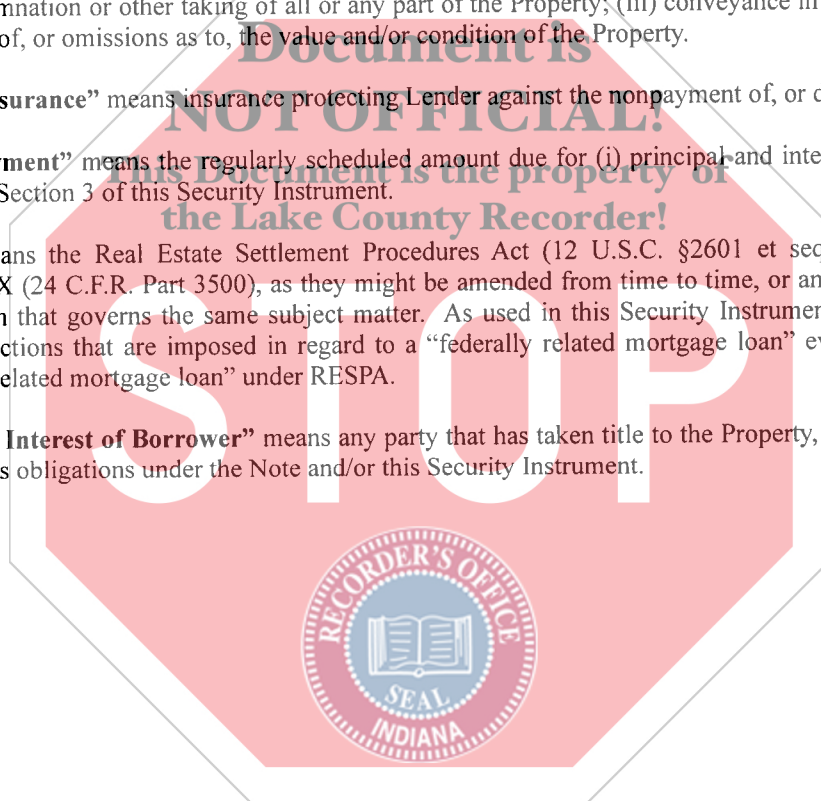 mnation or other taking of all or any part of the Property; (iii) conveyance in
of, or omissions as to, the value and/or condition of the Property.
Document is
surance” means insurance protecting Lender against the nonpayment of, or
NOT OFFICIAL!
ment” means the regularly scheduled amount due for (i) principal and inte
This Document is the property of
Section 3 of this Security Instrument.
the Lake County Recorder!
ans the Real Estate Settlement Procedures Act (12 U.S.C. §2601 et seq
X (24 C.F.R. Part 3500), as they might be amended from time to time, or an
n that governs the same subject matter. As used in this Security Instrumen
ctions that are imposed in regard to a “federally related mortgage loan” ev
elated mortgage loan” under RESPA.
STOP
Interest of Borrower” means any party that has taken title to the Property,
s obligations under the Note and/or this Security Instrument.
RECORDER'S OFFICE
SEAL
INDIANA